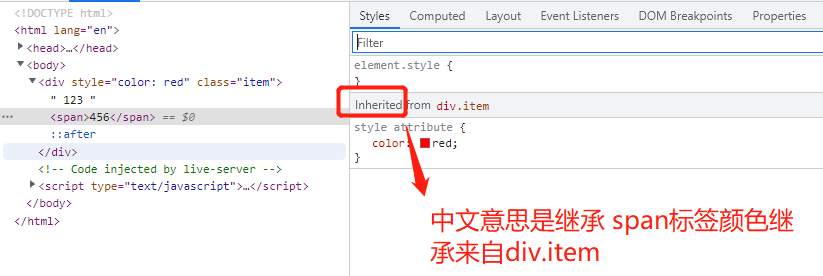 <!DOCTYPE html>
<html lang="en">
<head>…</head>
<body>
<div style="color: red" class="item">
" 123 "
<span>456</span> == $0
::after
</div>
<!-- Code injected by live-server -->
<script type="text/javascript">…</script>
</body>
</html>
Styles Computed Layout Event Listeners DOM Breakpoints Properties
Filter
element.style {
}
Inherited from div.item
style attribute {
color: red;
}
中文意思是继承 span标签颜色继
承来自div.item